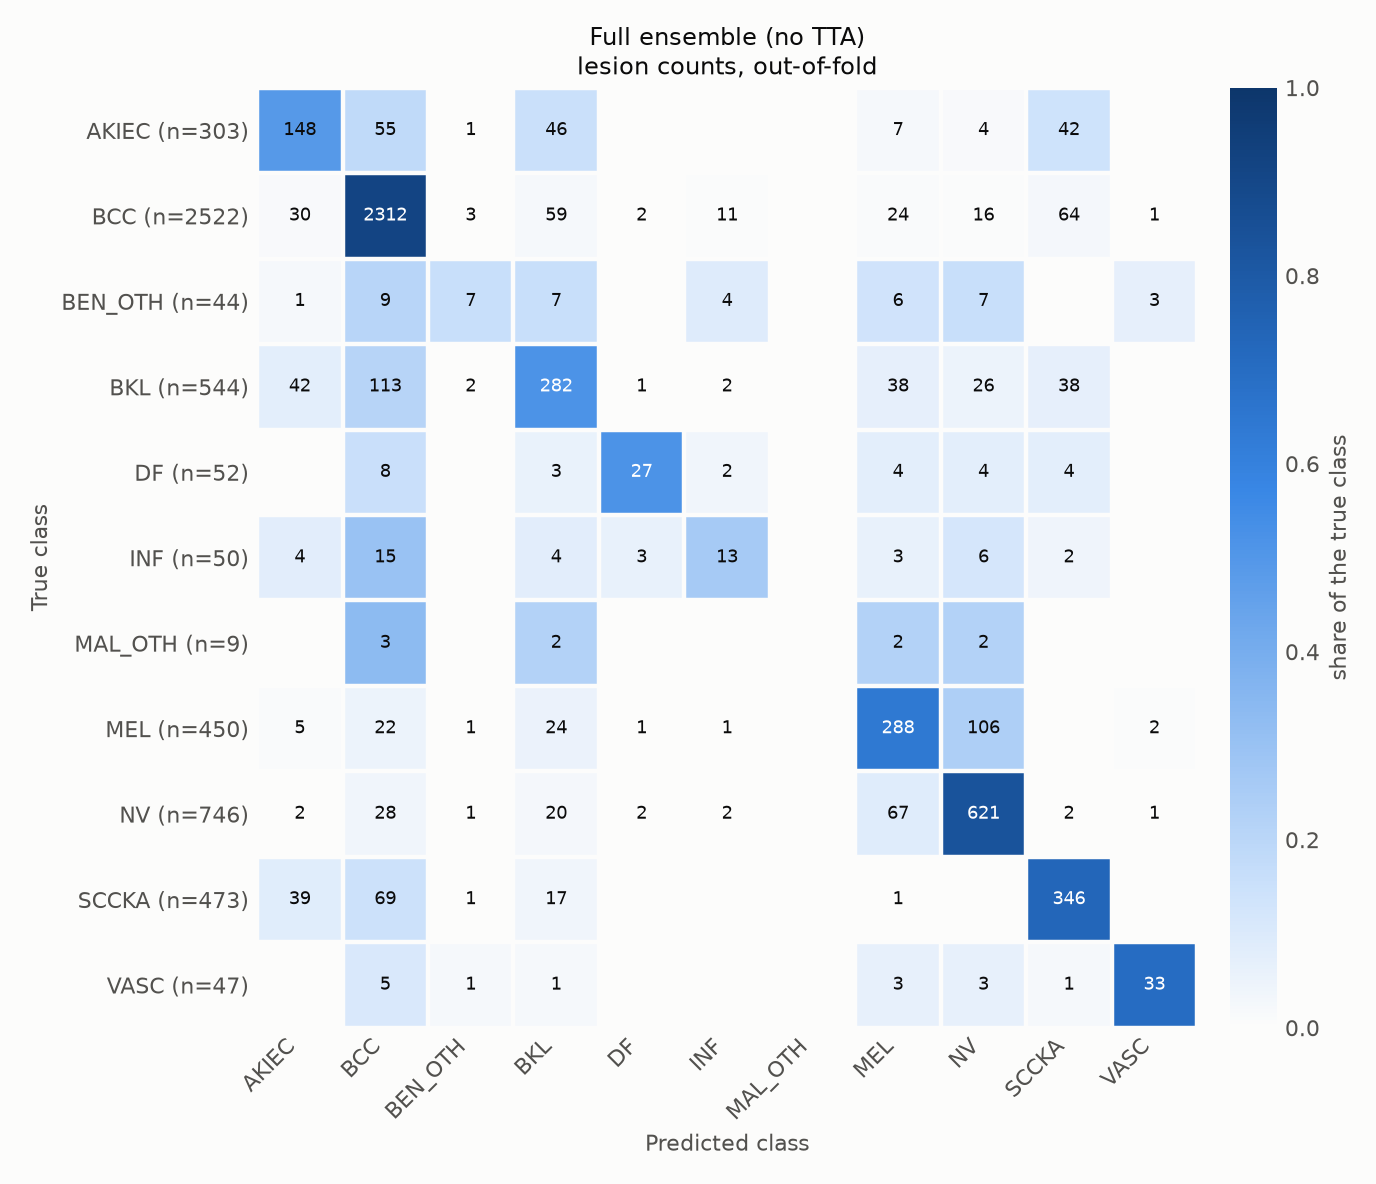 Full ensemble (no TTA)
lesion counts, out-of-fold
AKIEC (n=303) 148 55 1 46 7 4 42
BCC (n=2522) 30 2312 3 59 2 11 24 16 64 1
BEN_OTH (n=44) 1 9 7 7 4 6 7 3
BKL (n=544) 42 113 2 282 1 2 38 26 38
DF (n=52) 8 3 27 2 4 4 4
INF (n=50) 4 15 4 3 13 3 6 2
MAL_OTH (n=9) 3 2 2 2
MEL (n=450) 5 22 1 24 1 1 288 106 2
NV (n=746) 2 28 1 20 2 2 67 621 2 1
SCCKA (n=473) 39 69 1 17 1 346
VASC (n=47) 5 1 1 3 3 1 33
AKIEC BCC BEN_OTH BKL DF INF MAL_OTH MEL NV SCCKA VASC
Predicted class
True class
1.0
0.8
0.6
0.4
0.2
0.0
share of the true class